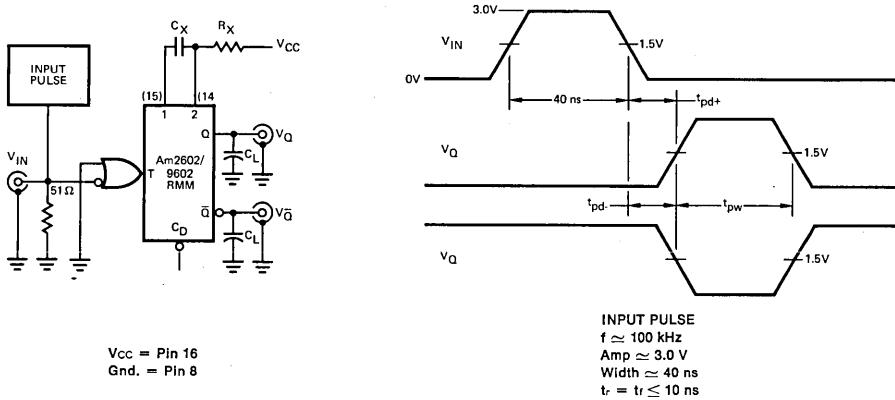 C_X
R_X
V_CC
INPUT
PULSE
(15)
(14
1
2
V_IN
51Ω
T
Am2602/
9602
RMM
Q
C_L
V_Q
Q̅
C_L
V_Q̅
C_D
V_CC = Pin 16
Gnd. = Pin 8
3.0V
V_IN
1.5V
0V
40 ns
t_pd+
V_Q
1.5V
t_pd-
t_pw
V_Q
1.5V
INPUT PULSE
f ≃ 100 kHz
Amp ≃ 3.0 V
Width ≃ 40 ns
t_r = t_f ≤ 10 ns